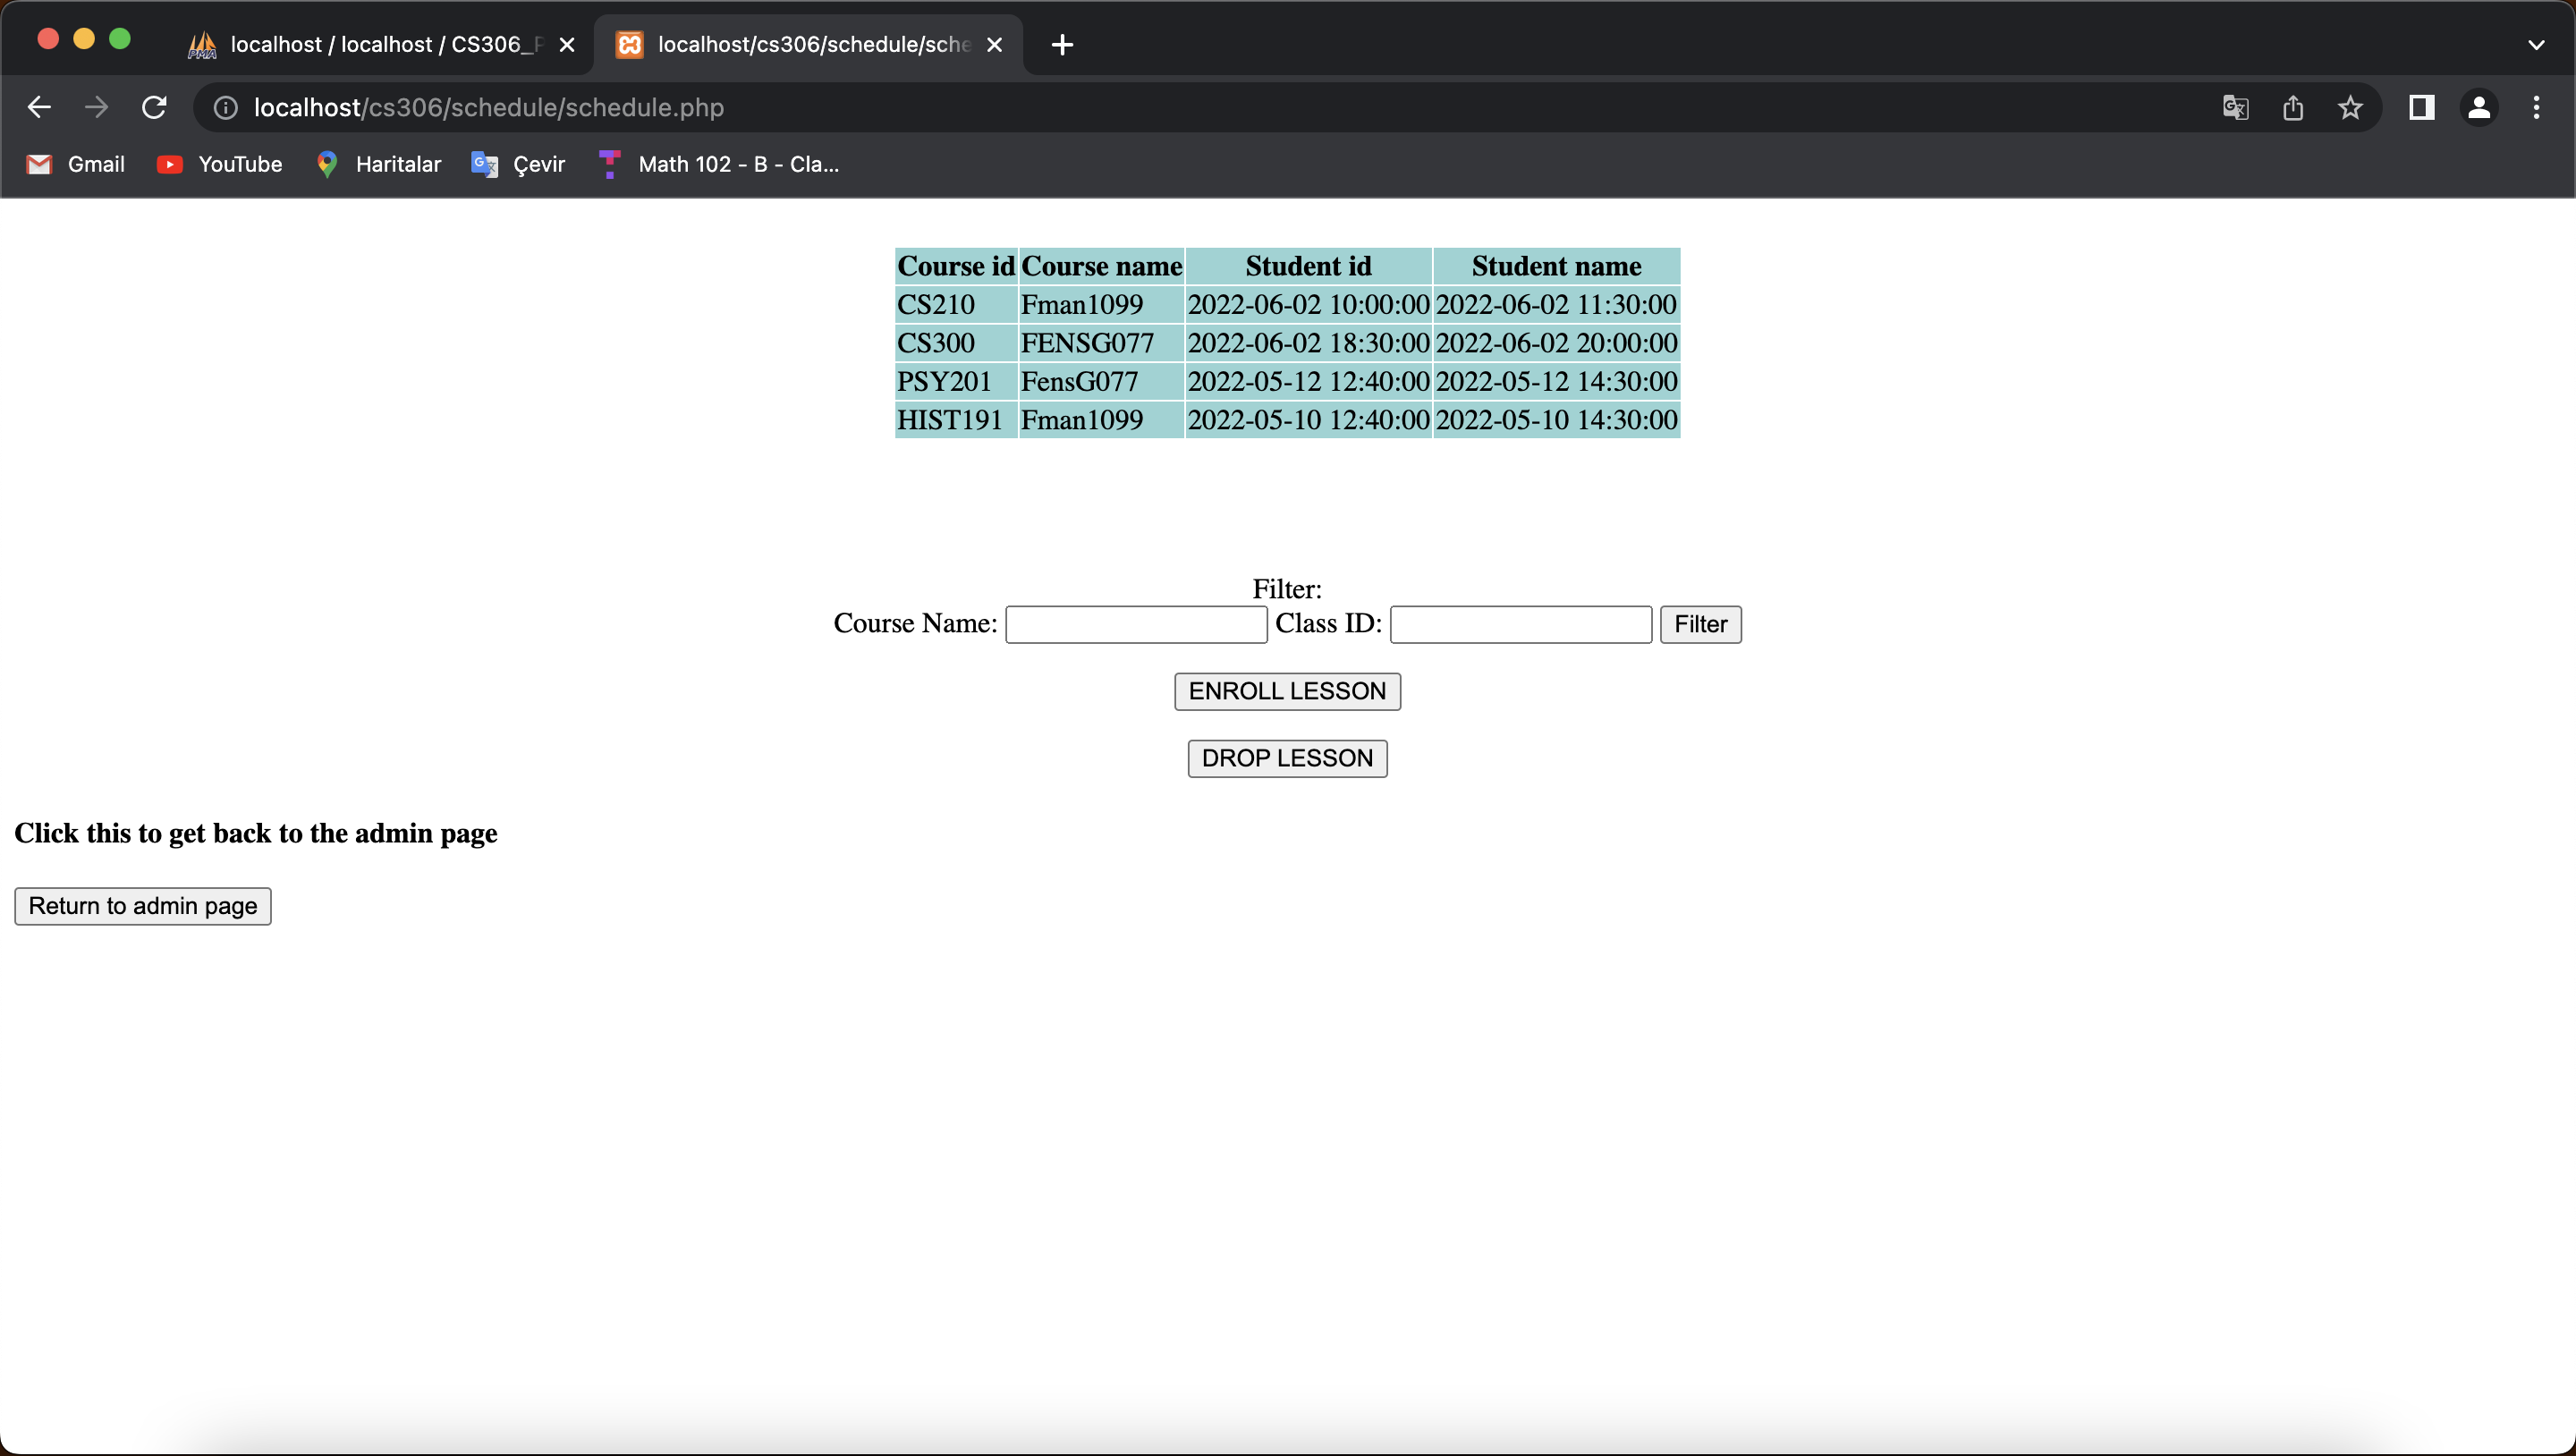 localhost / localhost / CS306_P
localhost/cs306/schedule/sche
localhost/cs306/schedule/schedule.php
Gmail YouTube Haritalar Çevir Math 102 - B - Cla...
Course id Course name Student id Student name
CS210 Fman1099 2022-06-02 10:00:00 2022-06-02 11:30:00
CS300 FENSG077 2022-06-02 18:30:00 2022-06-02 20:00:00
PSY201 FensG077 2022-05-12 12:40:00 2022-05-12 14:30:00
HIST191 Fman1099 2022-05-10 12:40:00 2022-05-10 14:30:00
Filter:
Course Name: Class ID: Filter
ENROLL LESSON
DROP LESSON
Click this to get back to the admin page
Return to admin page